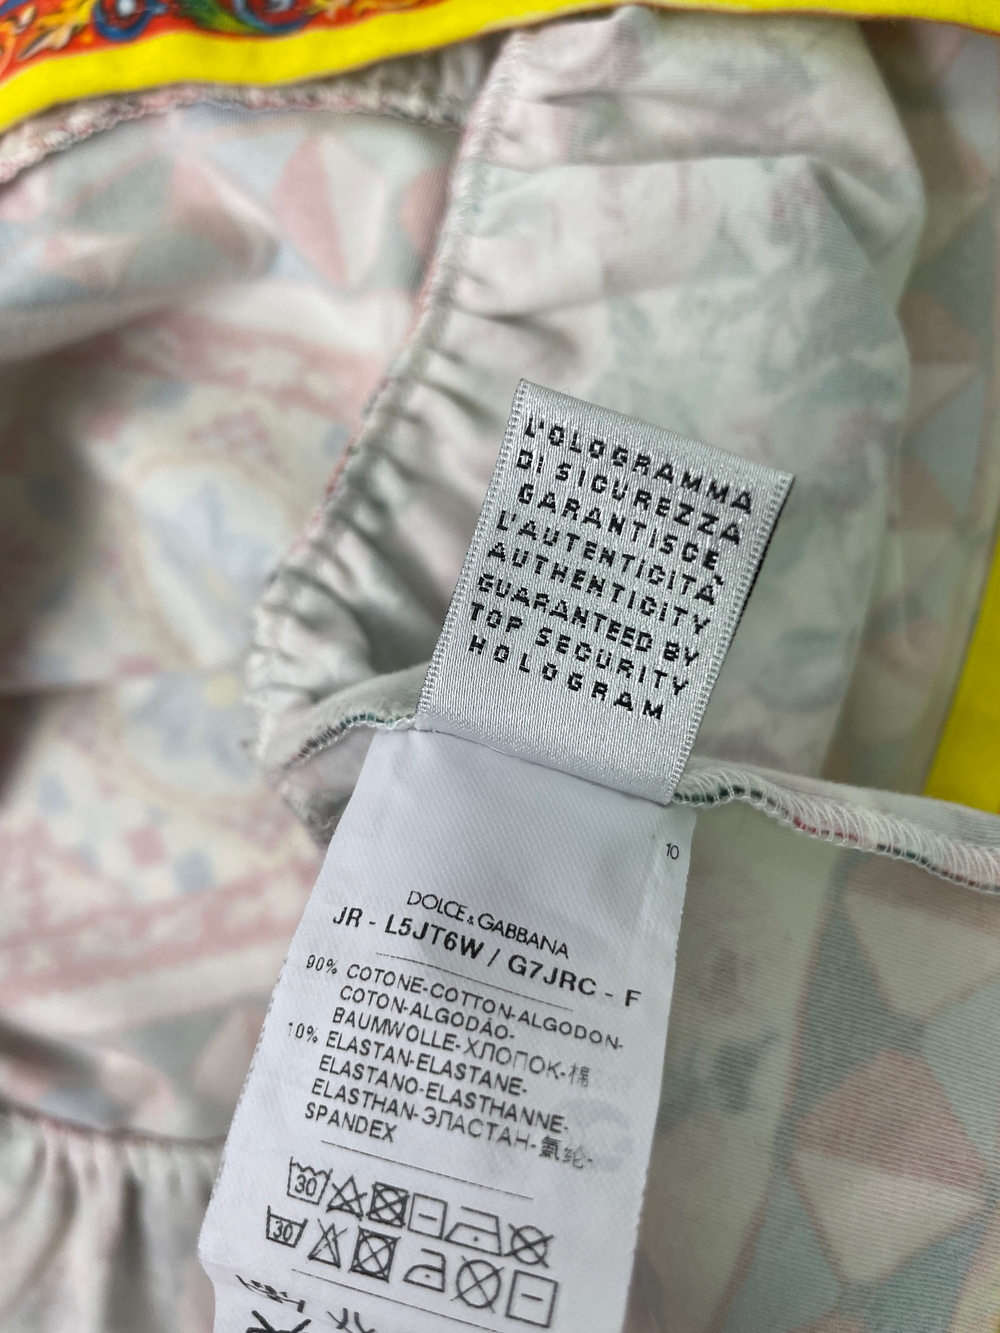 L'OLOGRAMMA
DI SICUREZZA
GARANTISCE
L'AUTENTICITÀ
AUTHENTICITY
GUARANTEED BY
TOP SECURITY
HOLOGRAM
10
DOLCE & GABBANA
JR - L5JT6W / G7JRC - F
90% COTONE-COTTON-ALGODON-
COTON-ALGODÃO-
BAUMWOLLE-ХЛОПОК-棉
10% ELASTAN-ELASTANE-
ELASTANO-ELASTHANNE-
ELASTHAN-ЭЛАСТАН-氨纶-
SPANDEX
30
30